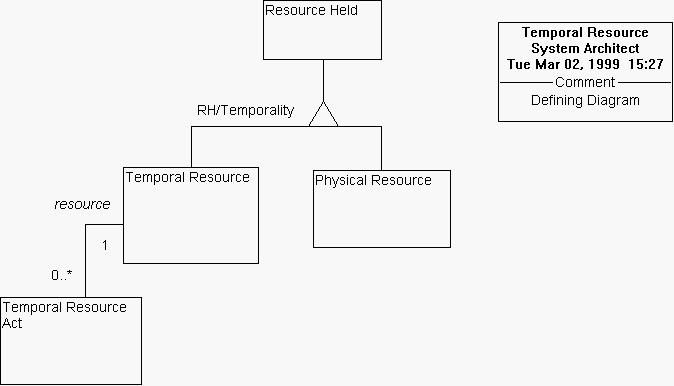 Resource Held
Temporal Resource
System Architect
Tue Mar 02, 1999 15:27
Comment
Defining Diagram
RH/Temporality
Temporal Resource
Physical Resource
resource
1
0..*
Temporal Resource
Act